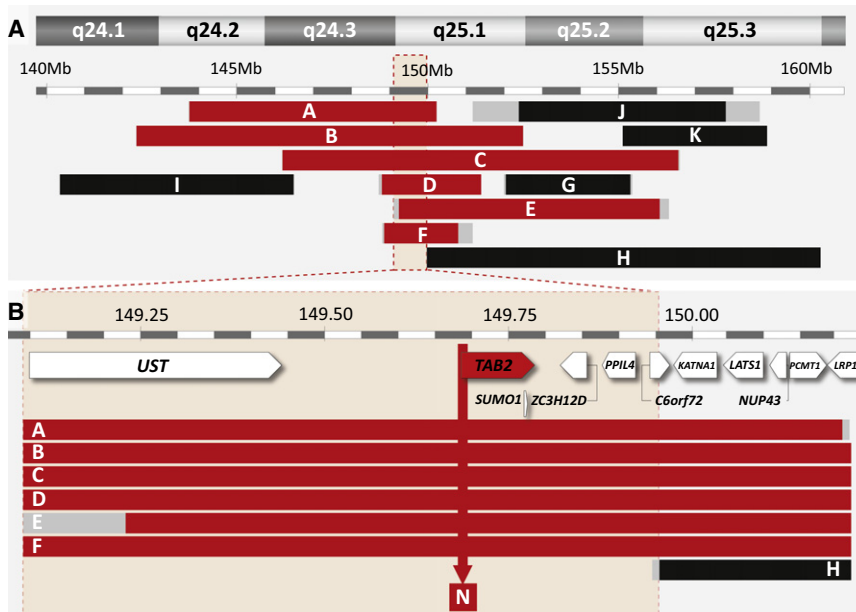 A
q24.1 q24.2 q24.3 q25.1 q25.2 q25.3
140Mb 145Mb 150Mb 155Mb 160Mb
A J
B K
C
I D G
E
F
H
B
149.25 149.50 149.75 150.00
UST TAB2 PPIL4 KATNA1 LATS1 PCMT1 LRP1
SUMO1 ZC3H12D C6orf72 NUP43
A
B
C
D
E
F
H
N